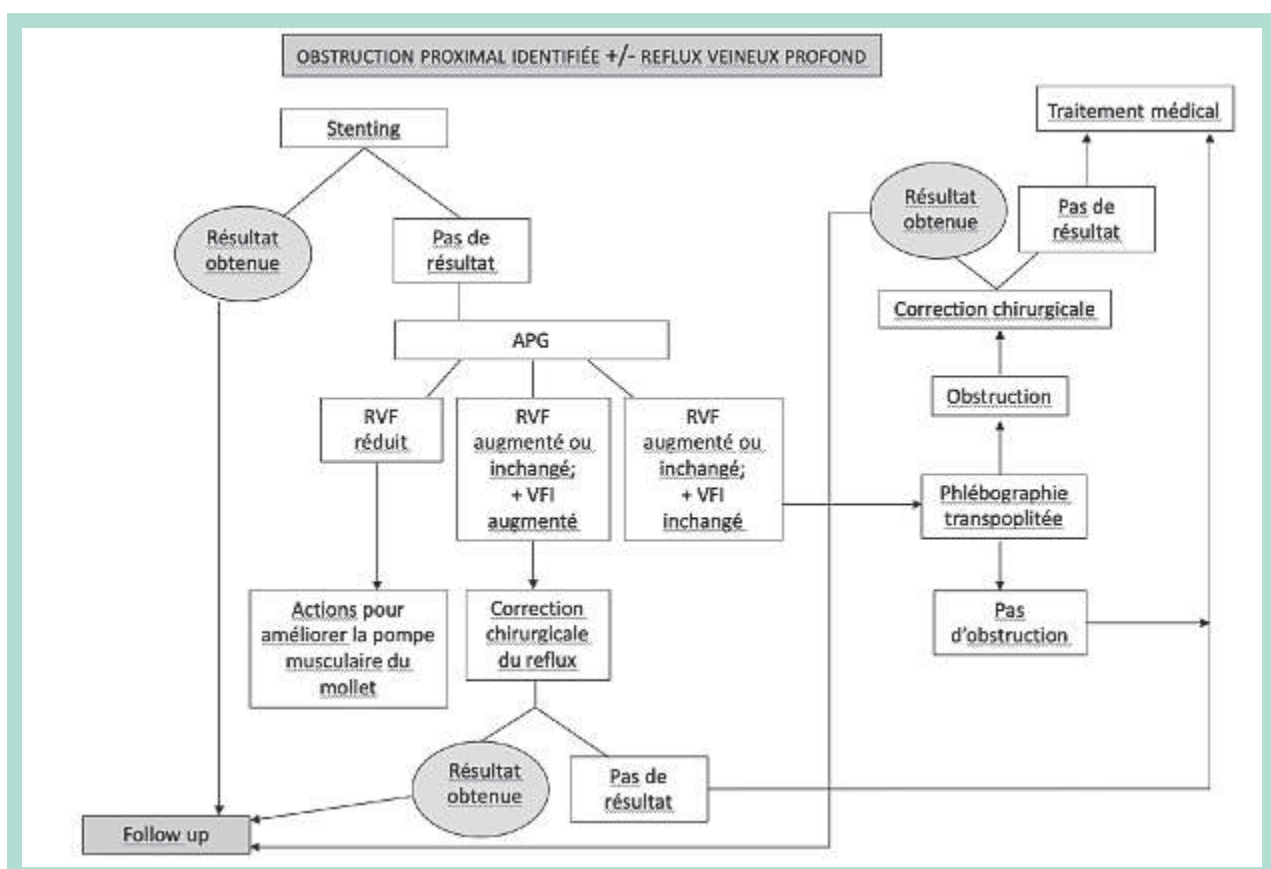 OBSTRUCTION PROXIMAL IDENTIFIÉE +/- REFLUX VEINEUX PROFOND
Stenting
Résultat
obtenue
Pas de
résultat
APG
RVF
réduit
RVF
augmenté ou
inchangé;
+ VFI
augmenté
RVF
augmenté ou
inchangé;
+ VFI
inchangé
Actions pour
améliorer la pompe
musculaire du
mollet
Correction
chirurgicale
du reflux
Résultat
obtenue
Pas de
résultat
Follow up
Traitement médical
Résultat
obtenue
Pas de
résultat
Correction chirurgicale
Obstruction
Phlébographie
transpoplitée
Pas
d'obstruction